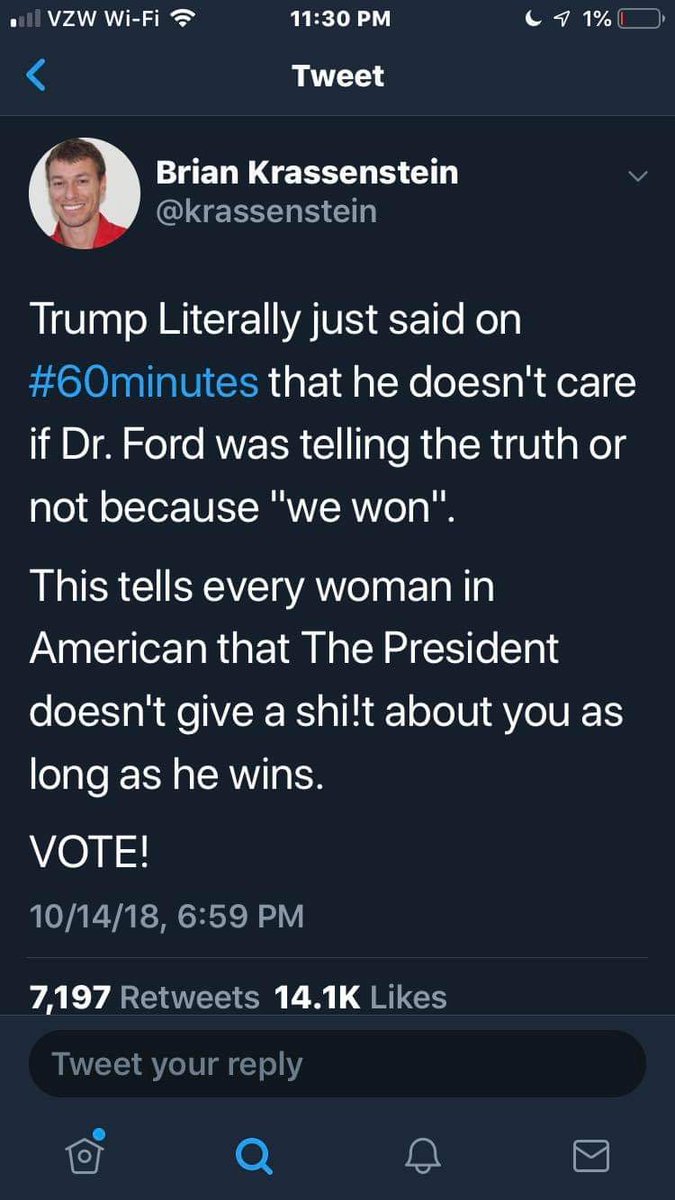 VZW Wi-Fi 11:30 PM 1%
Tweet
Brian Krassenstein
@krassenstein
Trump Literally just said on
#60minutes that he doesn't care
if Dr. Ford was telling the truth or
not because "we won".
This tells every woman in
American that The President
doesn't give a shi!t about you as
long as he wins.
VOTE!
10/14/18, 6:59 PM
7,197 Retweets 14.1K Likes
Tweet your reply